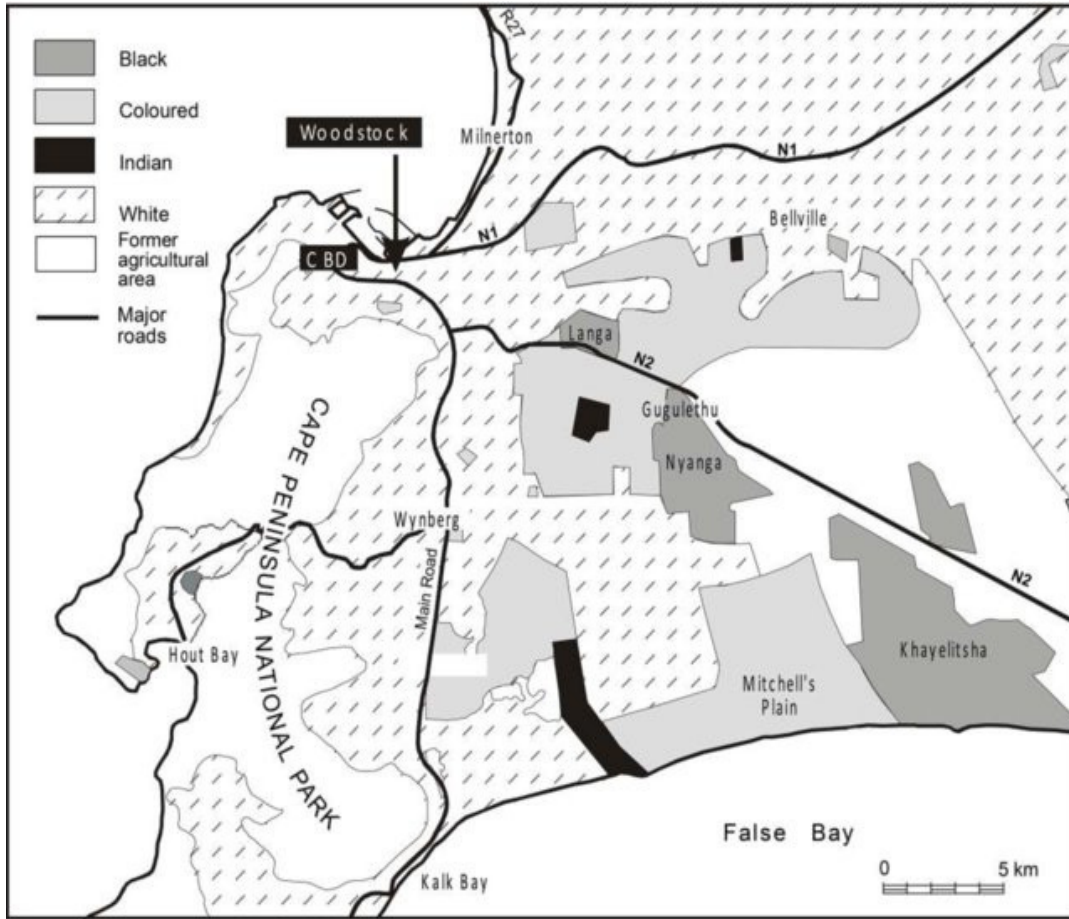 Black
Coloured
Indian
White
Former
agricultural
area
Major
roads
R27
Woodstock
Milnerton
N1
N1
Bellville
CBD
Langa
N2
Gugulethu
Nyanga
CAPE PENINSULA NATIONAL PARK
Wynberg
Main Road
N2
Hout Bay
Khayelitsha
Mitchell's
Plain
False Bay
Kalk Bay
0 5 km